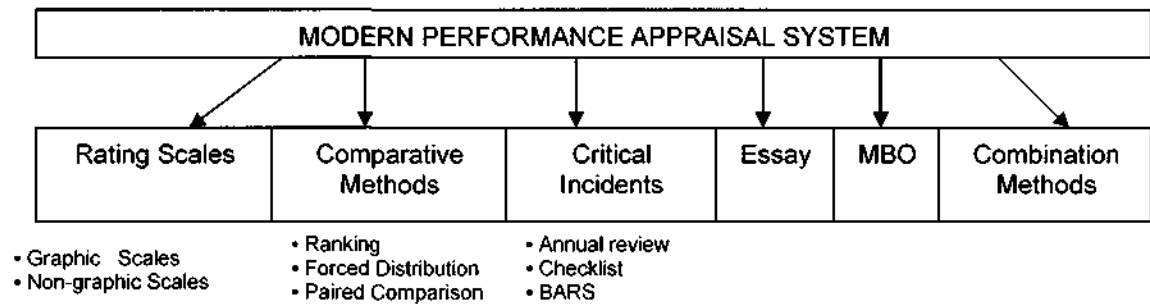 MODERN PERFORMANCE APPRAISAL SYSTEM
Rating Scales
Comparative
Methods
Critical
Incidents
Essay
MBO
Combination
Methods
• Graphic Scales
• Non-graphic Scales
• Ranking
• Forced Distribution
• Paired Comparison
• Annual review
• Checklist
• BARS